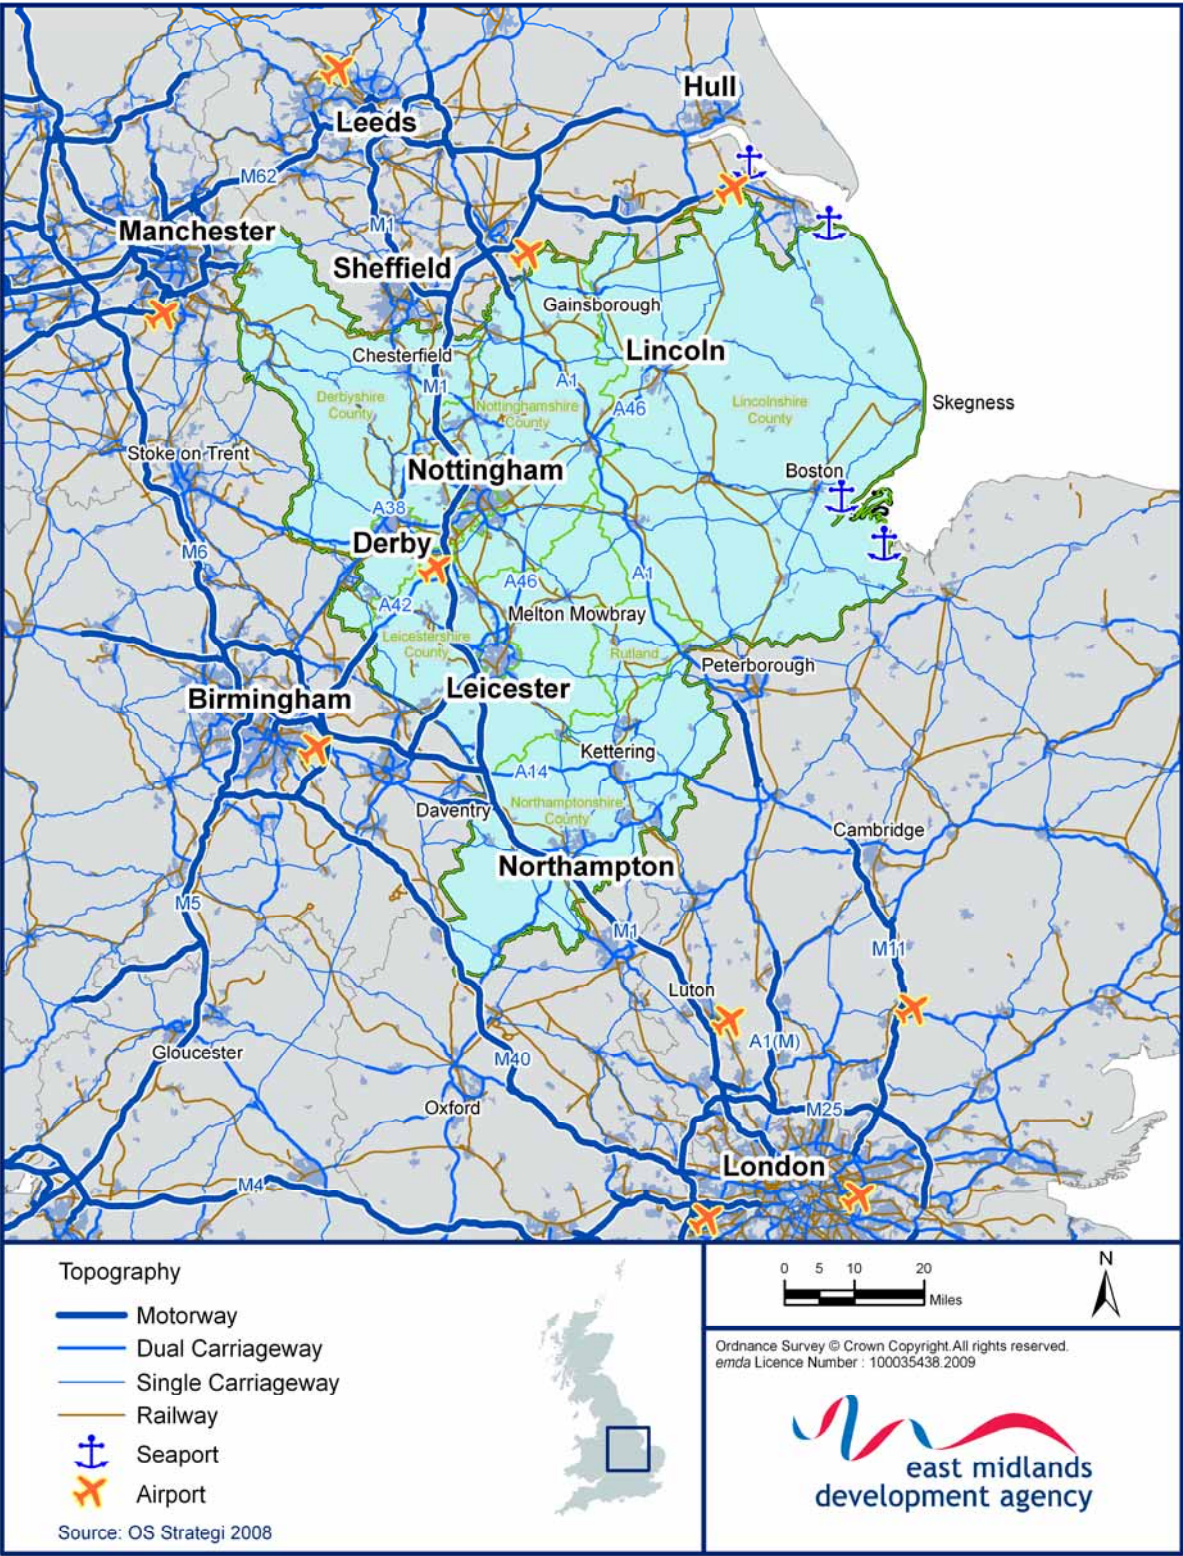 Hull
Leeds
M62
Manchester
M1
Sheffield
Gainsborough
Lincoln
Chesterfield
M1
A1
A46
Derbyshire
County
Nottinghamshire
County
Lincolnshire
County
Skegness
Stoke on Trent
Nottingham
Boston
A38
Derby
M6
A46
A1
A42
Melton Mowbray
Leicestershire
County
Rutland
Peterborough
Birmingham
Leicester
Kettering
A14
Daventry
Northamptonshire
County
Cambridge
Northampton
M5
M1
M11
Luton
A1(M)
Gloucester
M40
Oxford
M25
London
M4
Topography
Motorway
Dual Carriageway
Single Carriageway
Railway
Seaport
Airport
Source: OS Strategi 2008
0 5 10 20
Miles
N
Ordnance Survey © Crown Copyright.All rights reserved.
emda Licence Number : 100035438.2009
east midlands
development agency